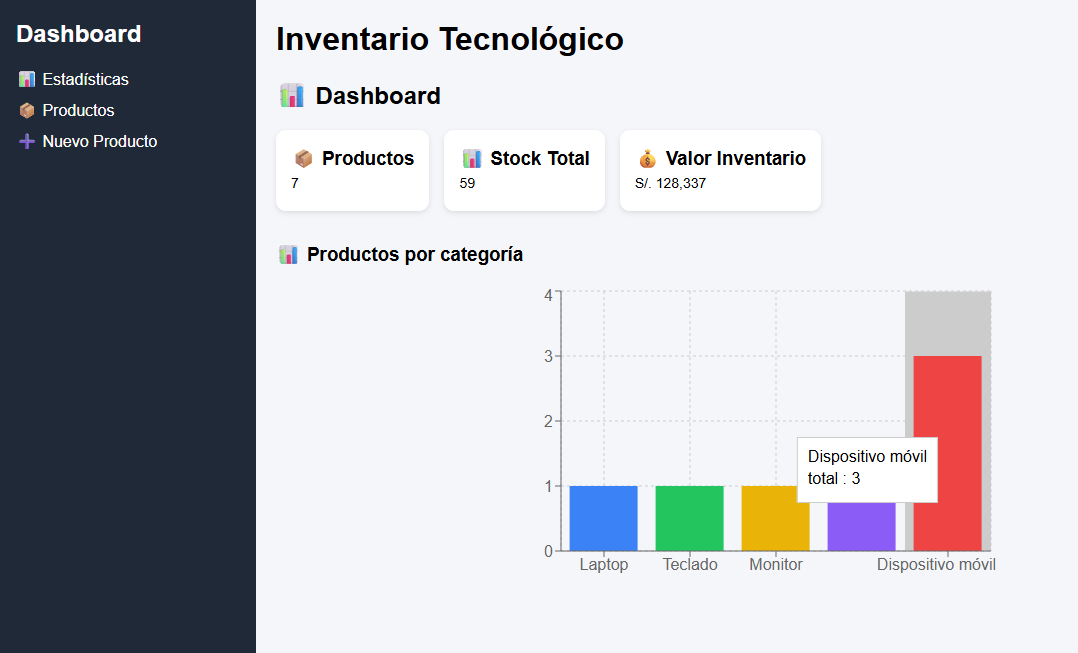 Dashboard
Estadísticas
Productos
Nuevo Producto
Inventario Tecnológico
Dashboard
Productos
7
Stock Total
59
Valor Inventario
S/. 128,337
Productos por categoría
4
3
2
1
0
Dispositivo móvil
total : 3
Laptop
Teclado
Monitor
Dispositivo móvil